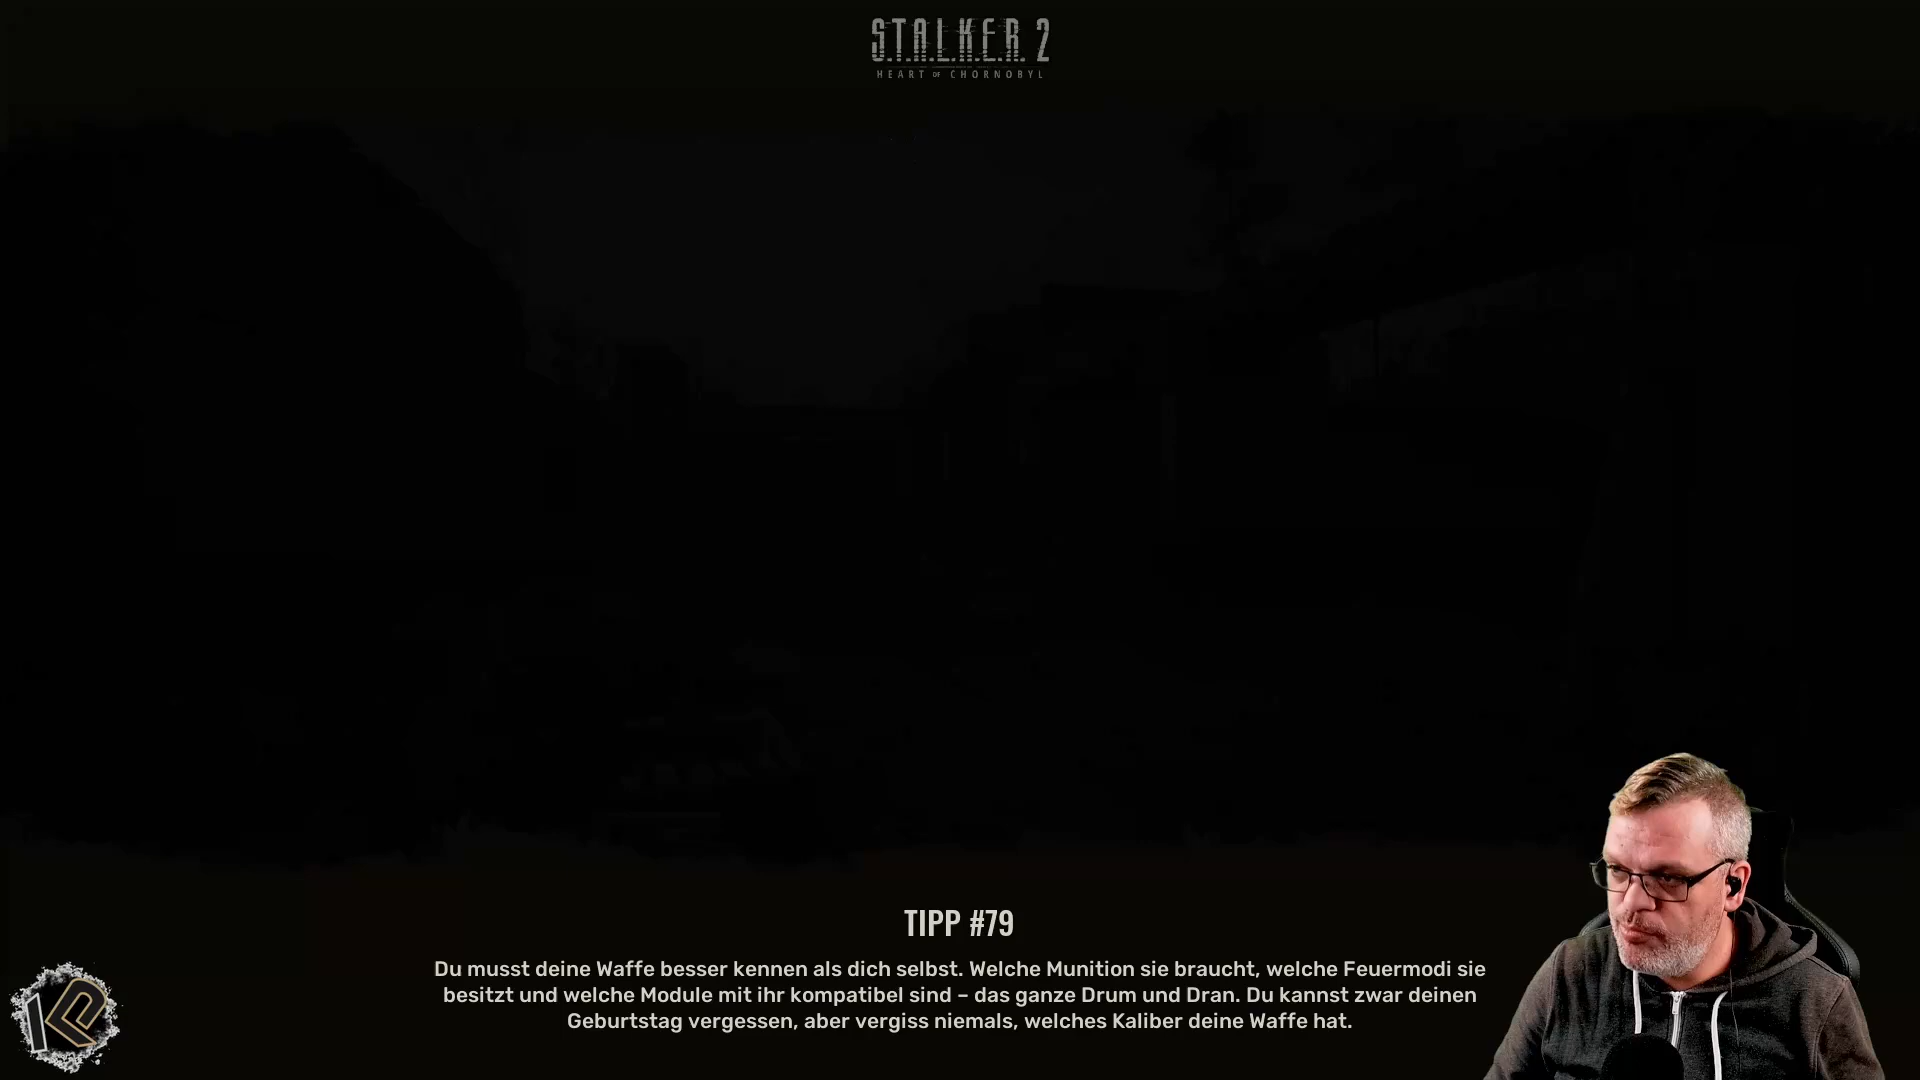 S.T.A.L.K.E.R. 2
HEART OF CHORNOBYL
TIPP #79
Du musst deine Waffe besser kennen als dich selbst. Welche Munition sie braucht, welche Feuermodi sie
besitzt und welche Module mit ihr kompatibel sind – das ganze Drum und Dran. Du kannst zwar deinen
Geburtstag vergessen, aber vergiss niemals, welches Kaliber deine Waffe hat.